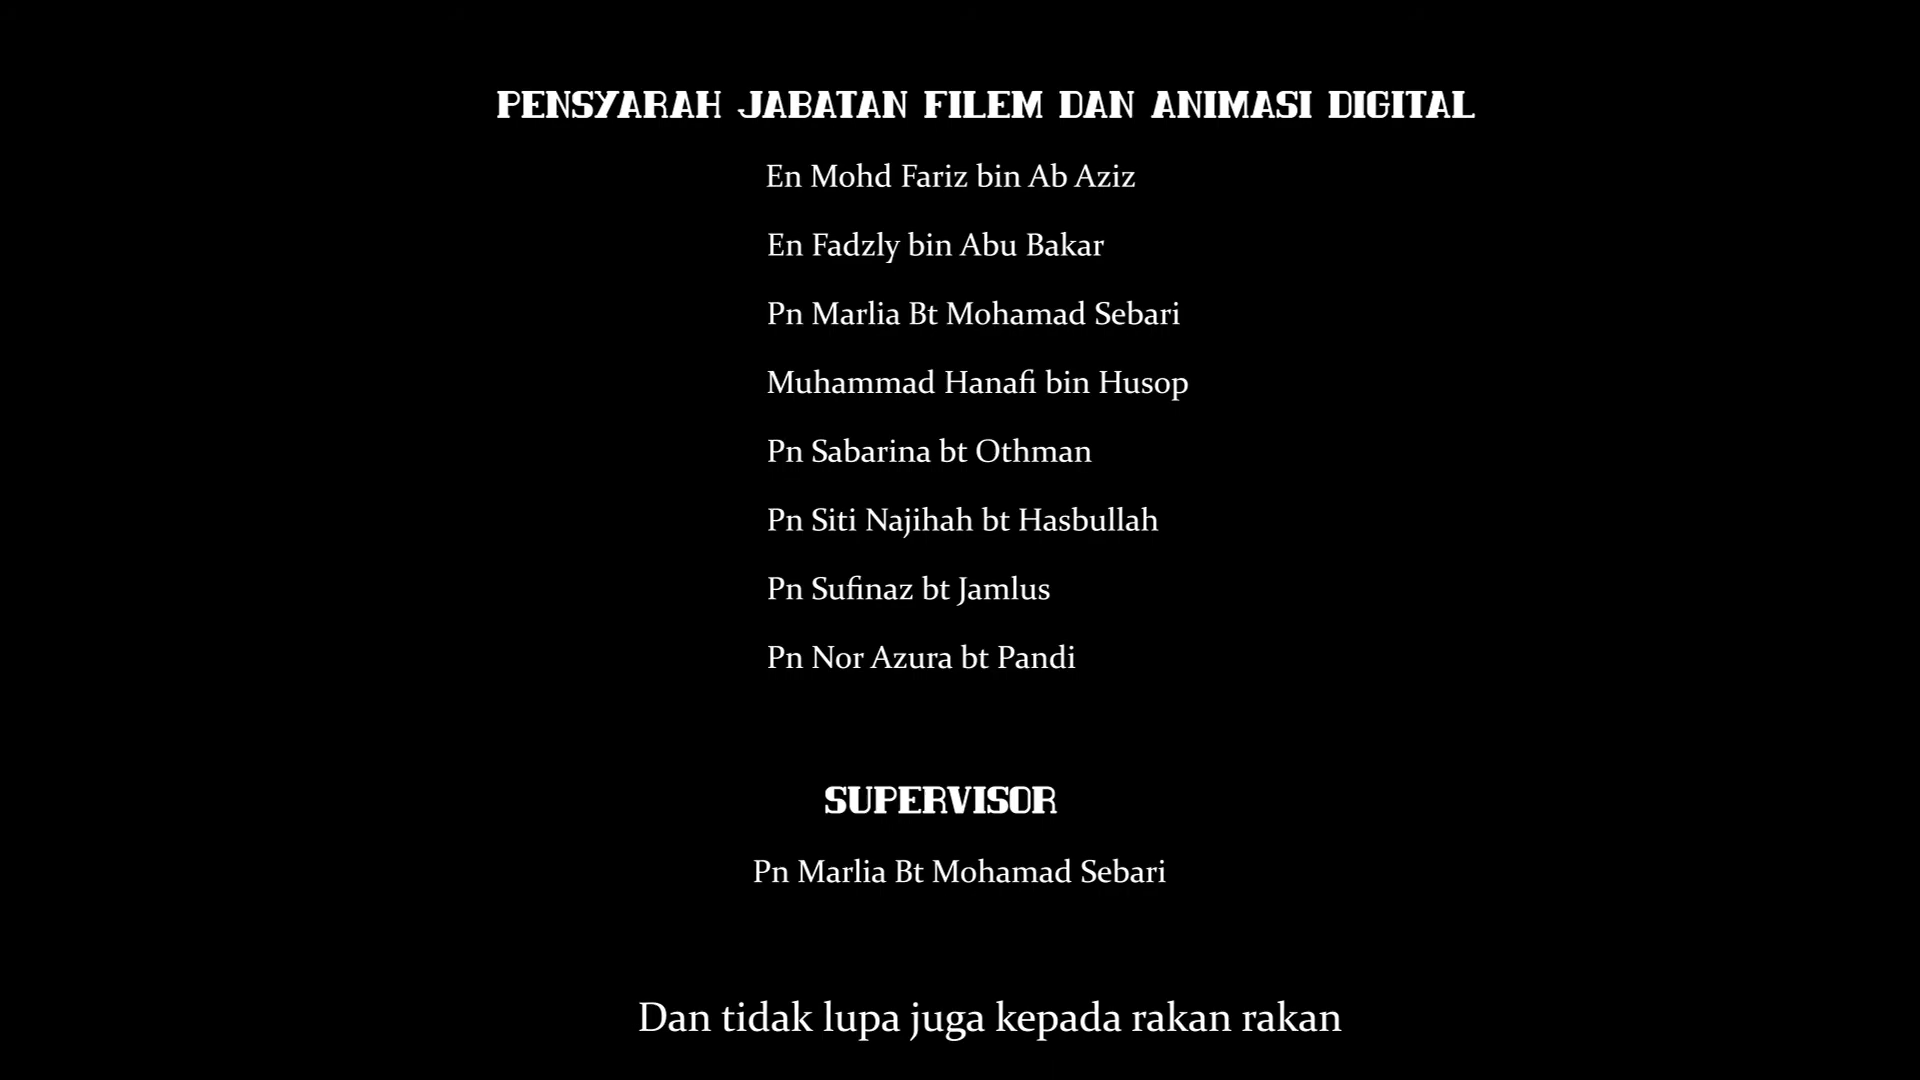 PENSYARAH JABATAN FILEM DAN ANIMASI DIGITAL
En Mohd Fariz bin Ab Aziz
En Fadzly bin Abu Bakar
Pn Marlia Bt Mohamad Sebari
Muhammad Hanafi bin Husop
Pn Sabarina bt Othman
Pn Siti Najihah bt Hasbullah
Pn Sufinaz bt Jamlus
Pn Nor Azura bt Pandi
SUPERVISOR
Pn Marlia Bt Mohamad Sebari
Dan tidak lupa juga kepada rakan rakan